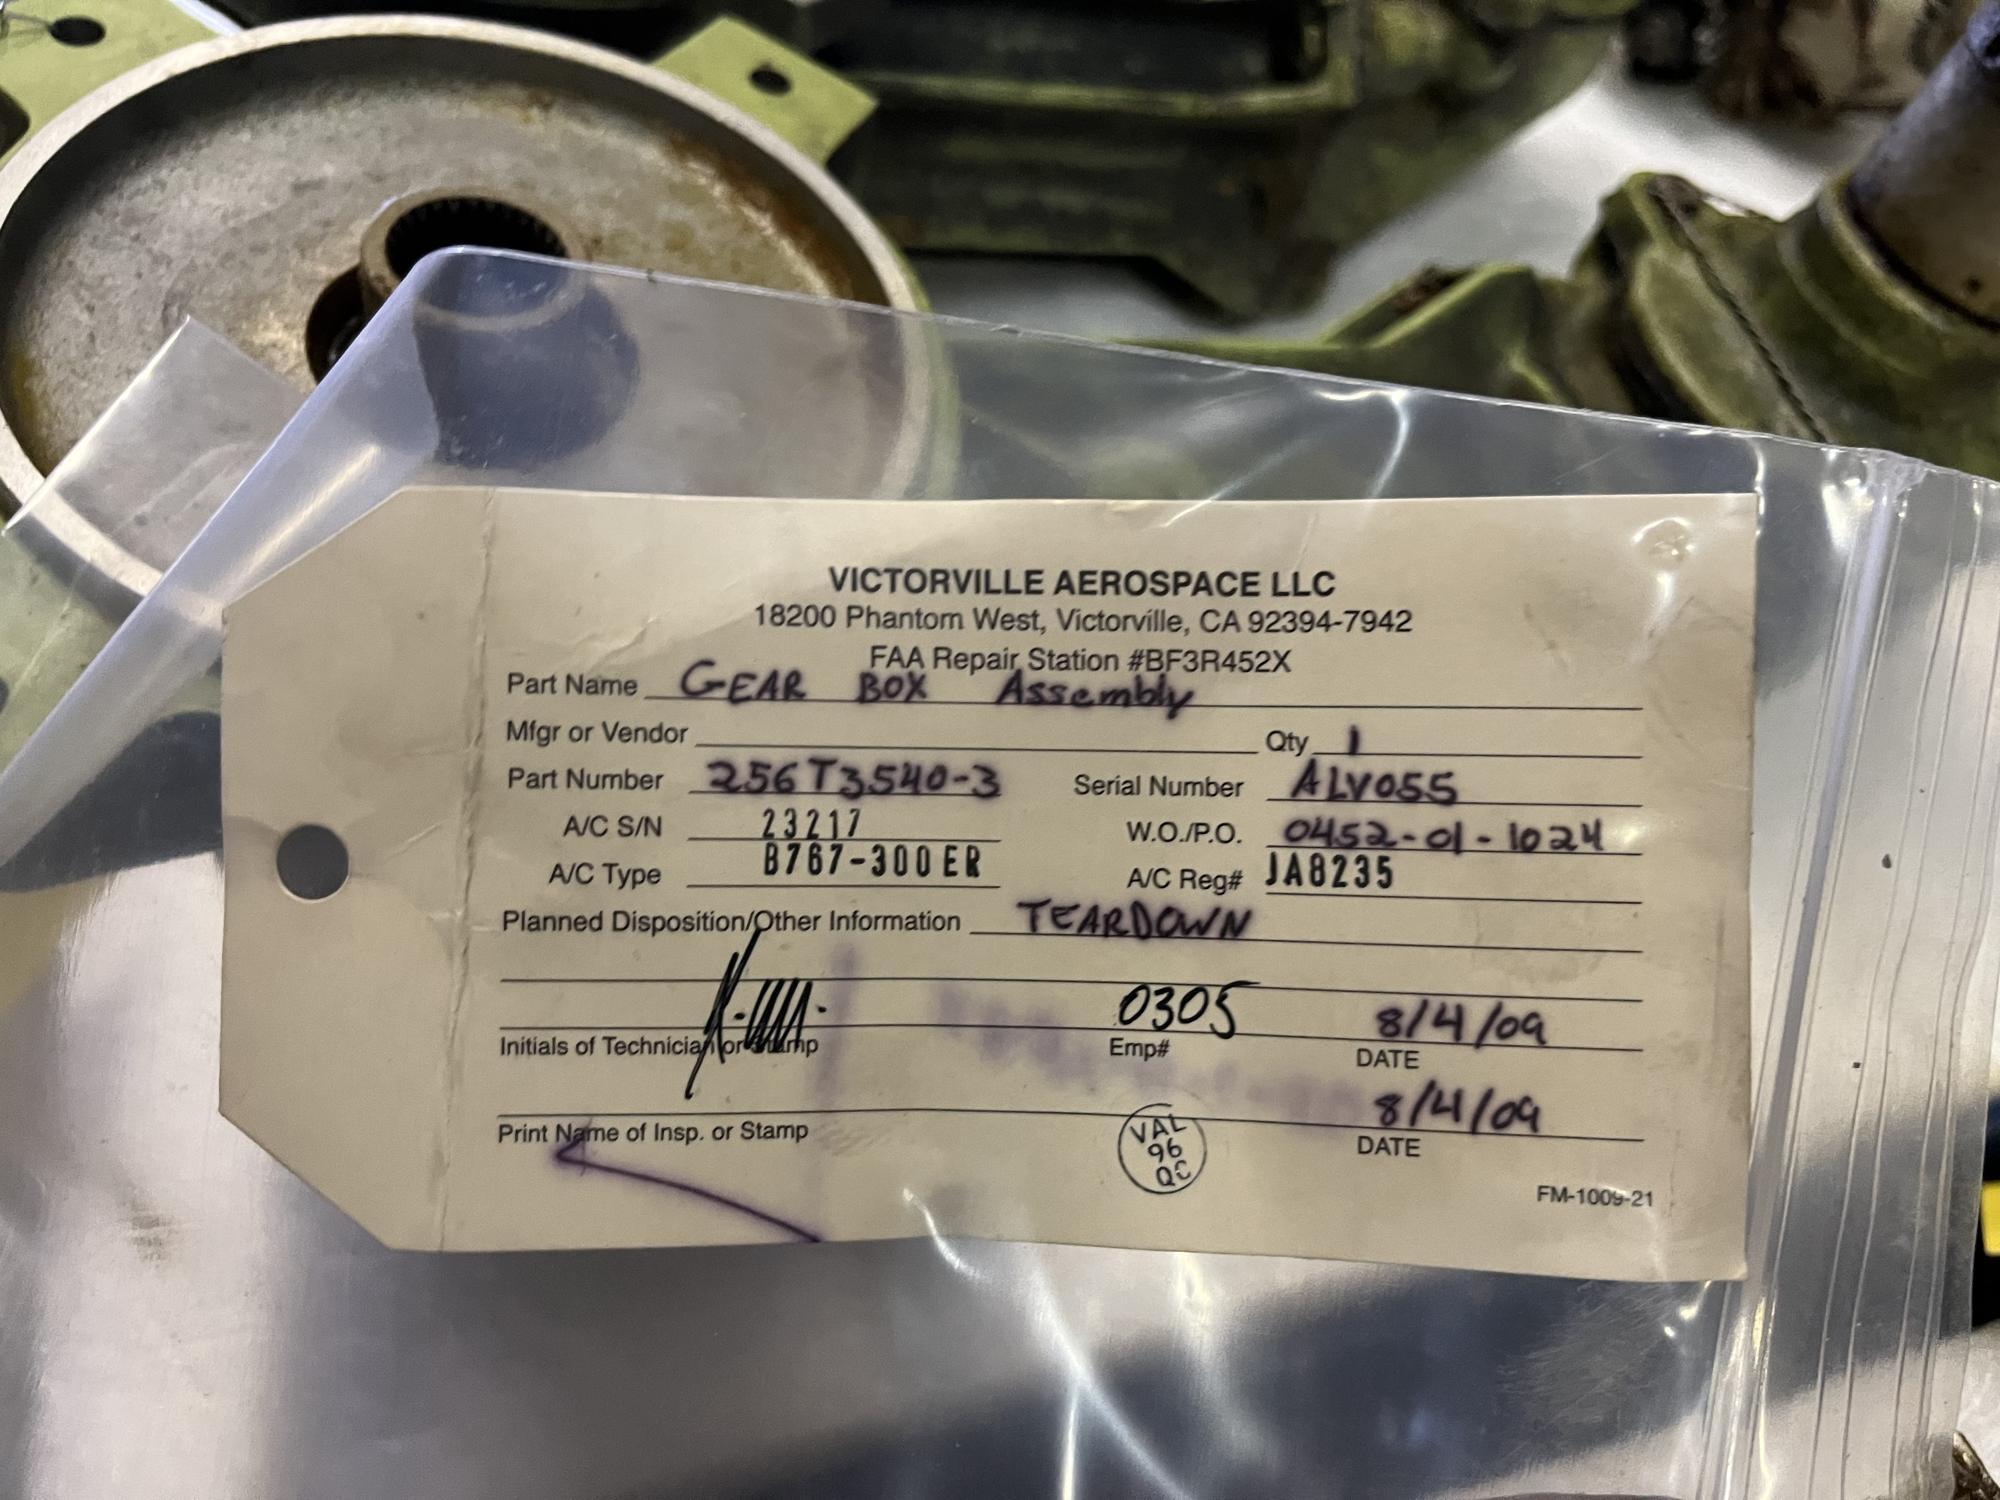 VICTORVILLE AEROSPACE LLC
18200 Phantom West, Victorville, CA 92394-7942
FAA Repair Station #BF3R452X
Part Name GEAR BOX Assembly
Mfgr or Vendor Qty 1
Part Number 256T3540-3 Serial Number ALV055
A/C S/N 23217 W.O./P.O. 0452-01-1024
A/C Type B767-300ER A/C Reg# JA8235
Planned Disposition/Other Information TEARDOWN
0305 8/4/09
Initials of Technician or Stamp Emp# DATE
8/4/09
Print Name of Insp. or Stamp VAL 96 QC DATE
FM-1009-21